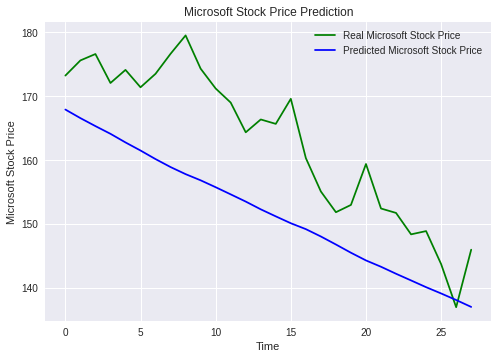 Microsoft Stock Price Prediction
Real Microsoft Stock Price
Predicted Microsoft Stock Price
Microsoft Stock Price
180
170
160
150
140
0 5 10 15 20 25
Time